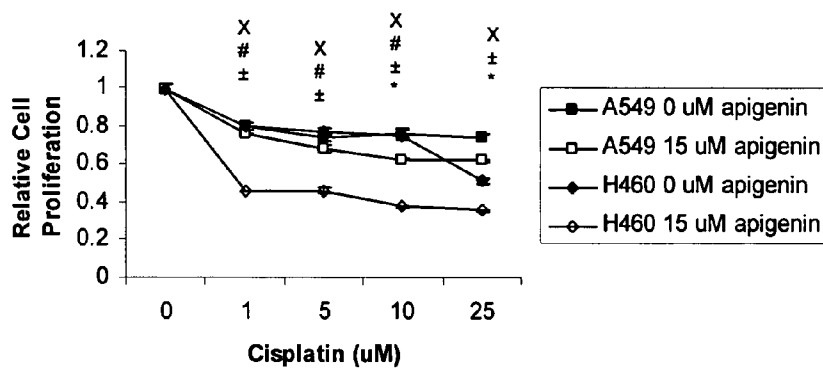 X X X X
# # #
± ± ± ±
* *
Relative Cell
Proliferation
1.2
1
0.8
0.6
0.4
0.2
0
0 1 5 10 25
Cisplatin (uM)
A549 0 uM apigenin
A549 15 uM apigenin
H460 0 uM apigenin
H460 15 uM apigenin